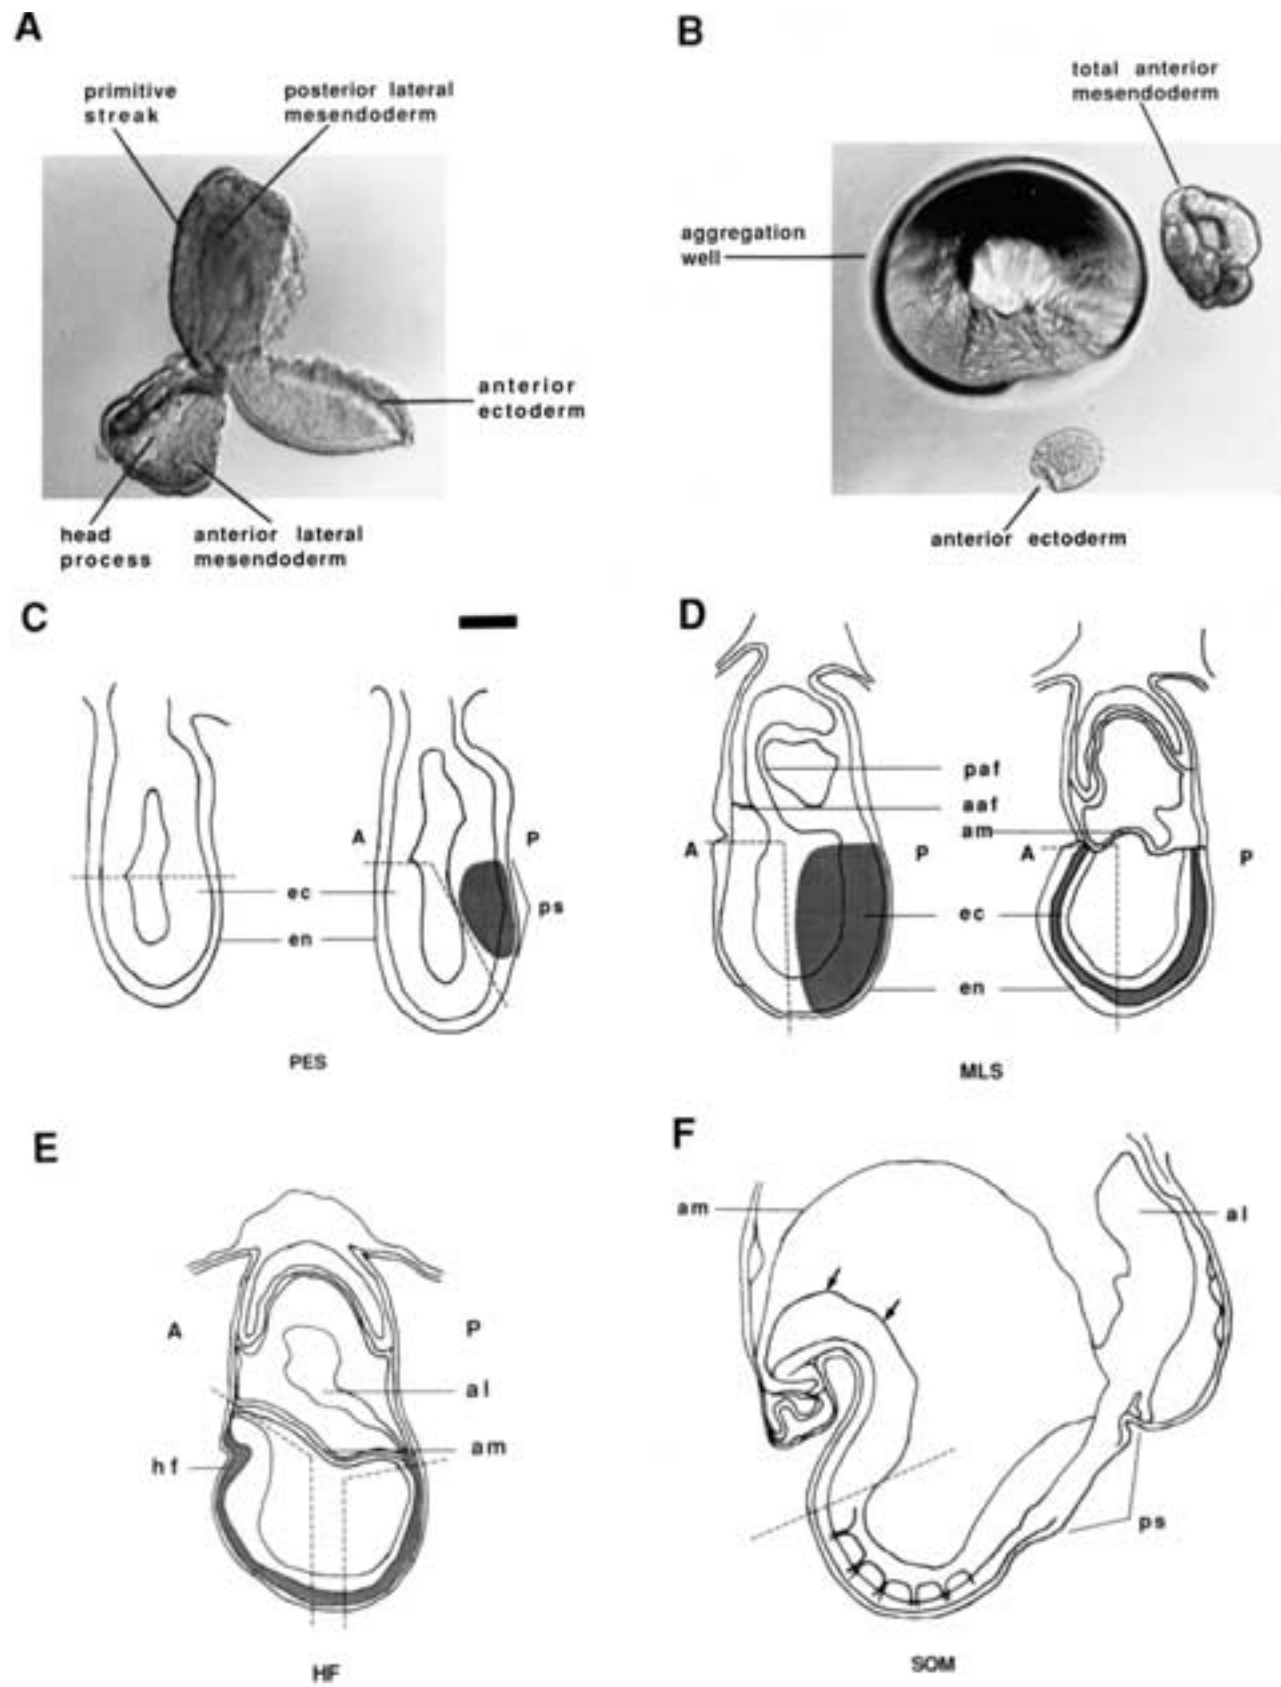 A
primitive
streak
posterior lateral
mesendoderm
anterior
ectoderm
head
process
anterior lateral
mesendoderm
B
total anterior
mesendoderm
aggregation
well
anterior ectoderm
C
A
P
ec
ps
en
PES
D
paf
aaf
am
A
P
A
P
ec
en
MLS
E
A
P
al
am
hf
HF
F
am
al
ps
SOM